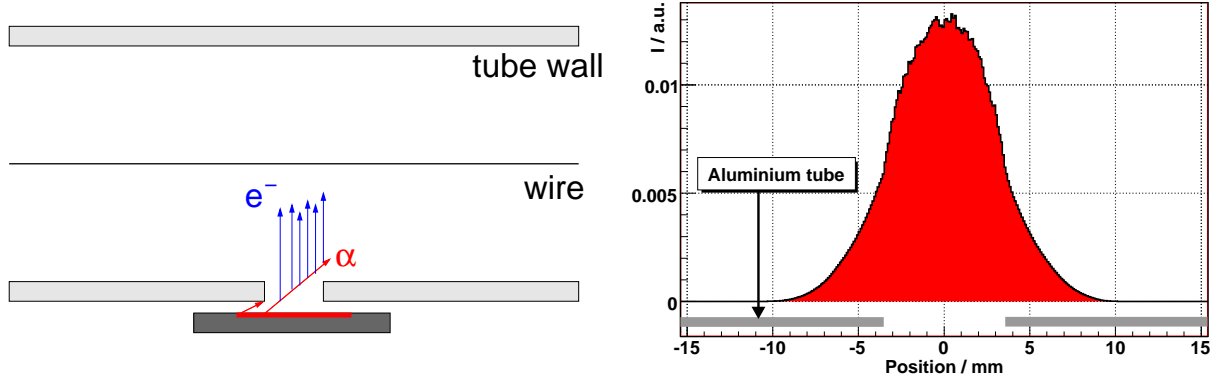 tube wall
wire
e−
α
I / a.u.
0.01
0.005
0
Aluminium tube
-15 -10 -5 0 5 10 15
Position / mm